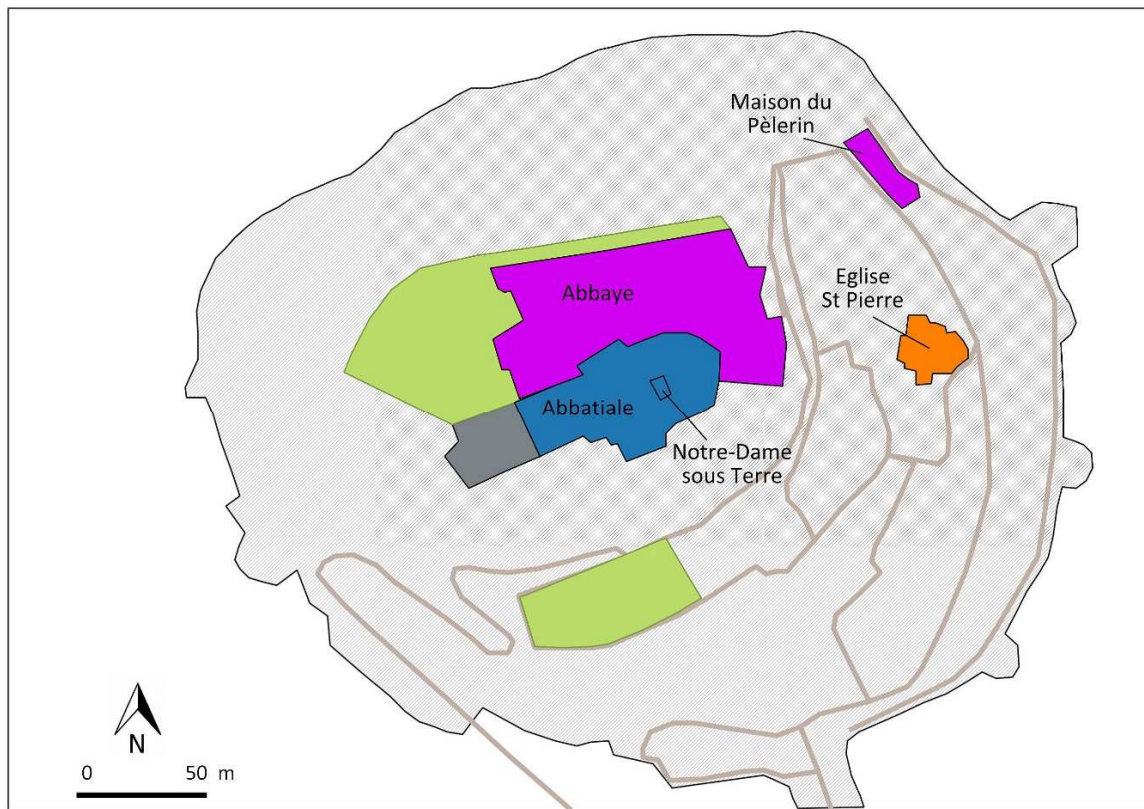 Maison du
Pèlerin
Abbaye
Eglise
St Pierre
Abbatiale
Notre-Dame
sous Terre
N
0 50 m